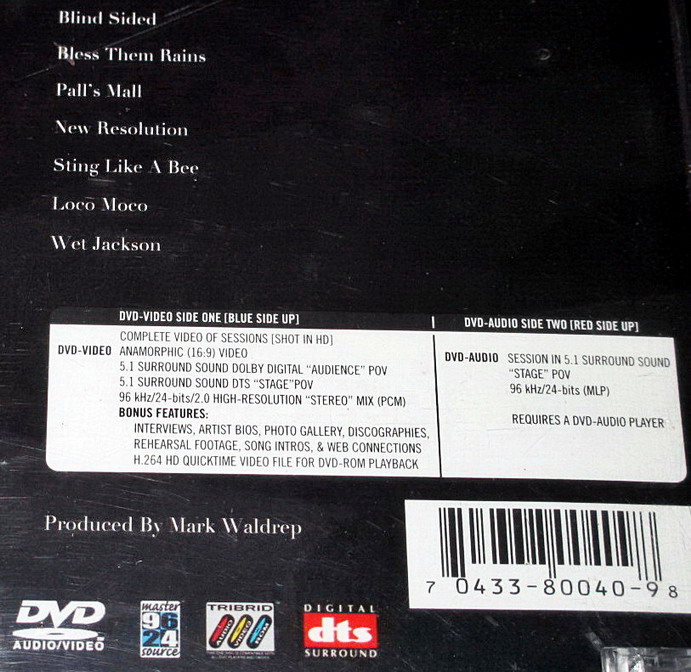 Blind Sided
Bless Them Rains
Pall's Mall
New Resolution
Sting Like A Bee
Loco Moco
Wet Jackson
DVD-VIDEO SIDE ONE [BLUE SIDE UP]
DVD-VIDEO
COMPLETE VIDEO OF SESSIONS [SHOT IN HD]
ANAMORPHIC (16:9) VIDEO
5.1 SURROUND SOUND DOLBY DIGITAL "AUDIENCE" POV
5.1 SURROUND SOUND DTS "STAGE"POV
96 kHz/24-bits/2.0 HIGH-RESOLUTION "STEREO" MIX (PCM)
BONUS FEATURES:
INTERVIEWS, ARTIST BIOS, PHOTO GALLERY, DISCOGRAPHIES,
REHEARSAL FOOTAGE, SONG INTROS, & WEB CONNECTIONS
H.264 HD QUICKTIME VIDEO FILE FOR DVD-ROM PLAYBACK
DVD-AUDIO SIDE TWO [RED SIDE UP]
DVD-AUDIO
SESSION IN 5.1 SURROUND SOUND
"STAGE" POV
96 kHz/24-bits (MLP)
REQUIRES A DVD-AUDIO PLAYER
Produced By Mark Waldrep
7 0433-80040-9 8
DVD
AUDIO/VIDEO
master
96
24
source
TRIBRID
AUDIO
VIDEO
ROM
DIGITAL
dts
SURROUND